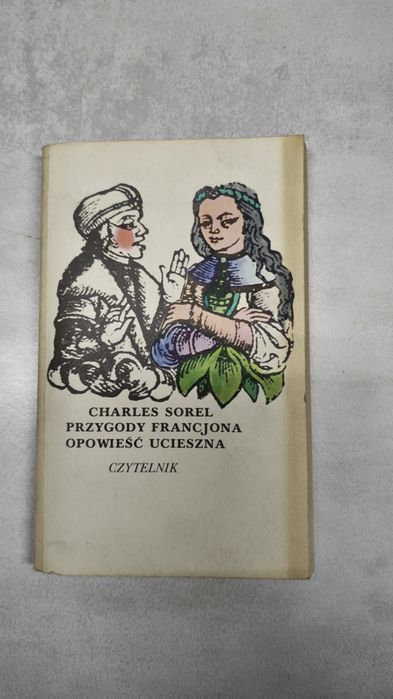 CHARLES SOREL
PRZYGODY FRANCJONA
OPOWIEŚĆ UCIESZNA
CZYTELNIK